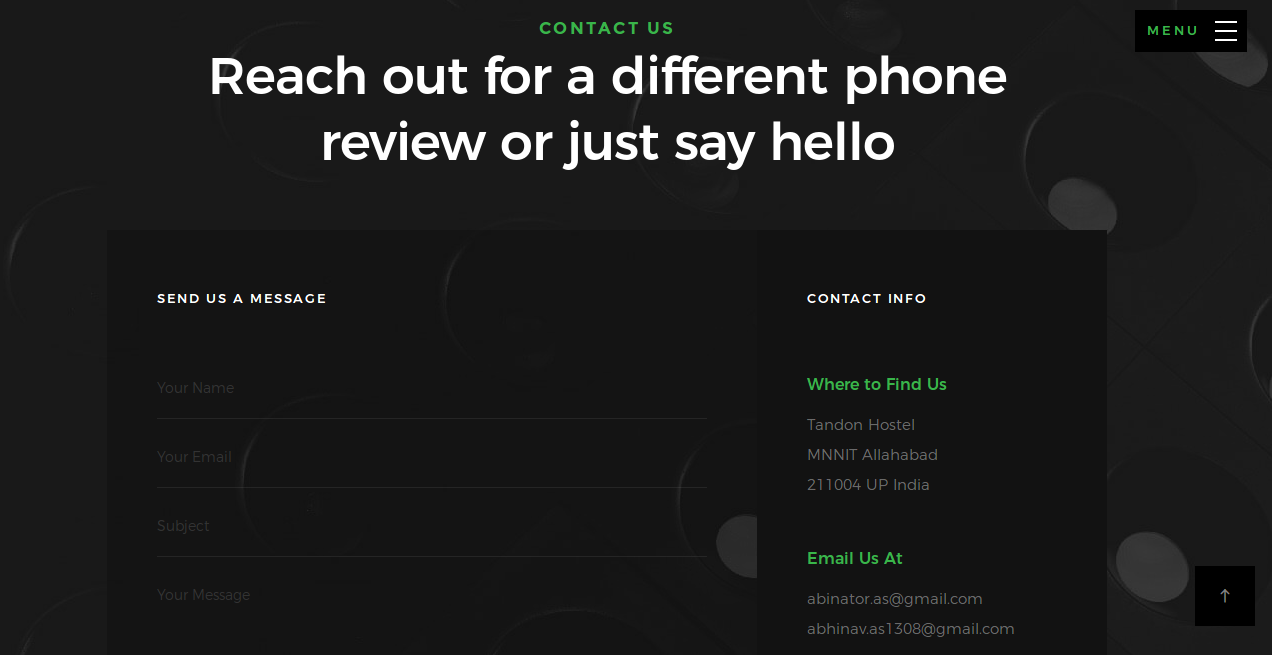 CONTACT US
MENU
Reach out for a different phone
review or just say hello
SEND US A MESSAGE
Your Name
Your Email
Subject
Your Message
CONTACT INFO
Where to Find Us
Tandon Hostel
MNNIT Allahabad
211004 UP India
Email Us At
abinator.as@gmail.com
abhinav.as1308@gmail.com